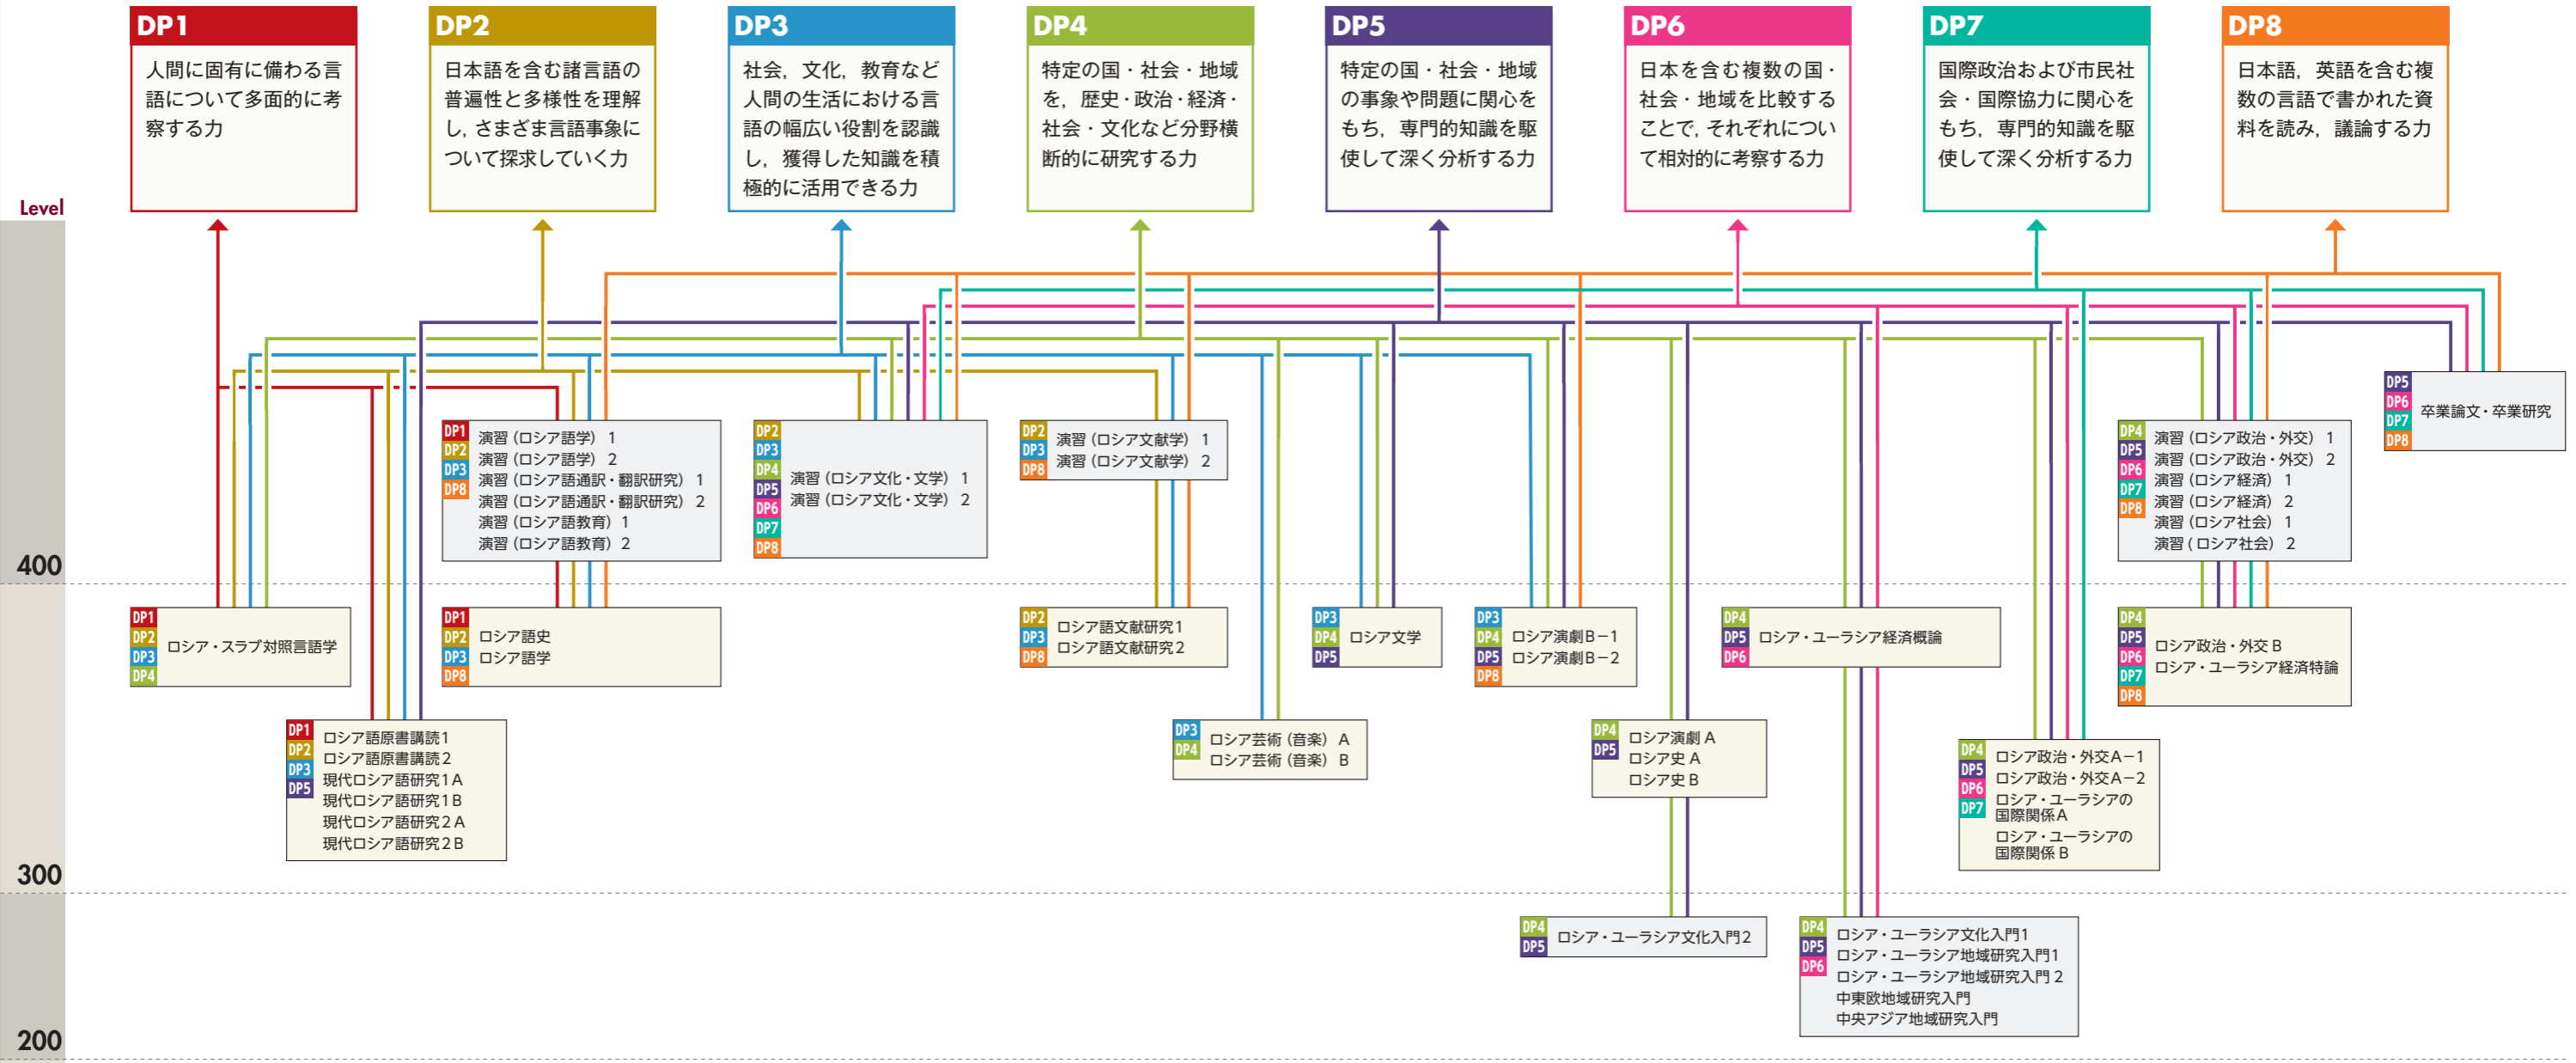 DP1
人間に固有に備わる言
語について多面的に考
察する力
DP2
日本語を含む諸言語の
普遍性と多様性を理解
し, さまざま言語事象に
ついて探求していく力
DP3
社会, 文化, 教育など
人間の生活における言
語の幅広い役割を認識
し, 獲得した知識を積
極的に活用できる力
DP4
特定の国・社会・地域
を, 歴史・政治・経済・
社会・文化など分野横
断的に研究する力
DP5
特定の国・社会・地域
の事象や問題に関心を
もち, 専門的知識を駆
使して深く分析する力
DP6
日本を含む複数の国・
社会・地域を比較する
ことで, それぞれについ
て相対的に考察する力
DP7
国際政治および市民社
会・国際協力に関心を
もち, 専門的知識を駆
使して深く分析する力
DP8
日本語, 英語を含む複
数の言語で書かれた資
料を読み, 議論する力
Level
DP5
DP6
DP7
DP8
卒業論文・卒業研究
DP1
DP2
DP3
DP8
演習（ロシア語学） 1
演習（ロシア語学） 2
演習（ロシア語通訳・翻訳研究） 1
演習（ロシア語通訳・翻訳研究） 2
演習（ロシア語教育） 1
演習（ロシア語教育） 2
DP2
DP3
DP4
DP5
DP6
DP7
DP8
演習（ロシア文化・文学） 1
演習（ロシア文化・文学） 2
DP2
DP3
DP8
演習（ロシア文献学） 1
演習（ロシア文献学） 2
DP4
DP5
DP6
DP7
DP8
演習（ロシア政治・外交） 1
演習（ロシア政治・外交） 2
演習（ロシア経済） 1
演習（ロシア経済） 2
演習（ロシア社会） 1
演習 ( ロシア社会） 2
400
DP1
DP2
DP3
DP4
ロシア・スラブ対照言語学
DP1
DP2
DP3
DP8
ロシア語史
ロシア語学
DP2
DP3
DP8
ロシア語文献研究1
ロシア語文献研究2
DP3
DP4
DP5
ロシア文学
DP3
DP4
DP5
DP8
ロシア演劇B－1
ロシア演劇B－2
DP4
DP5
DP6
ロシア・ユーラシア経済概論
DP4
DP5
DP6
DP7
DP8
ロシア政治・外交 B
ロシア・ユーラシア経済特論
DP1
DP2
DP3
DP5
ロシア語原書講読1
ロシア語原書講読2
現代ロシア語研究1 A
現代ロシア語研究1 B
現代ロシア語研究2 A
現代ロシア語研究2 B
DP3
DP4
ロシア芸術（音楽） A
ロシア芸術（音楽） B
DP4
DP5
ロシア演劇 A
ロシア史 A
ロシア史 B
DP4
DP5
DP6
DP7
ロシア政治・外交A－1
ロシア政治・外交A－2
ロシア・ユーラシアの
国際関係A
ロシア・ユーラシアの
国際関係 B
300
DP4
DP5
ロシア・ユーラシア文化入門2
DP4
DP5
DP6
ロシア・ユーラシア文化入門1
ロシア・ユーラシア地域研究入門1
ロシア・ユーラシア地域研究入門 2
中東欧地域研究入門
中央アジア地域研究入門
200